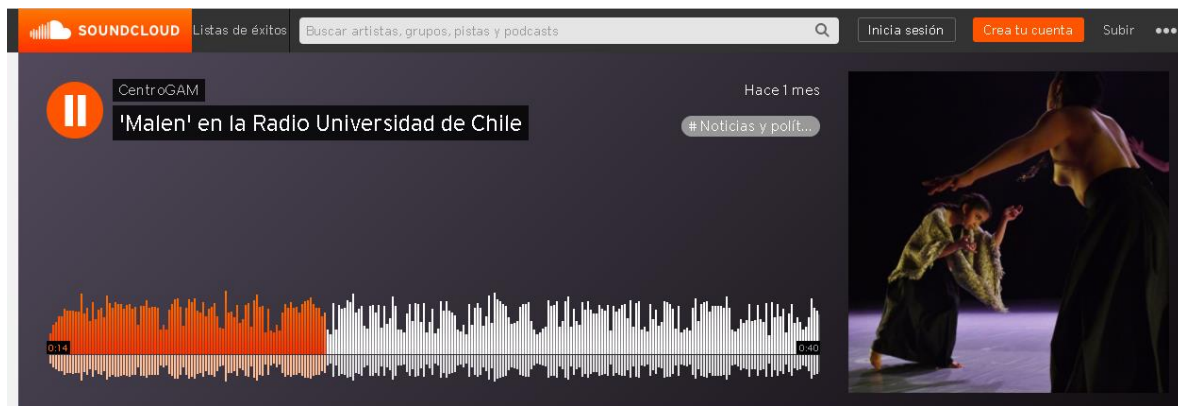 SOUNDCLOUD Listas de éxitos Buscar artistas, grupos, pistas y podcasts Inicia sesión Crea tu cuenta Subir
CentroGAM Hace 1 mes
'Malen' en la Radio Universidad de Chile # Noticias y polít...
0:14 0:40